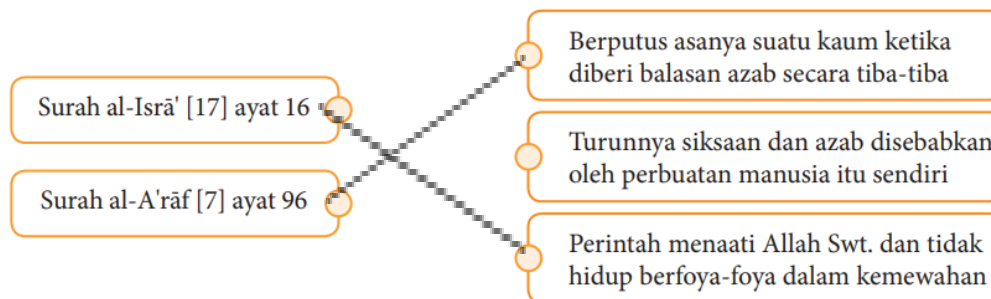 Surah al-Isrā' [17] ayat 16
Surah al-A'rāf [7] ayat 96
Berputus asanya suatu kaum ketika
diberi balasan azab secara tiba-tiba
Turunnya siksaan dan azab disebabkan
oleh perbuatan manusia itu sendiri
Perintah menaati Allah Swt. dan tidak
hidup berfoya-foya dalam kemewahan